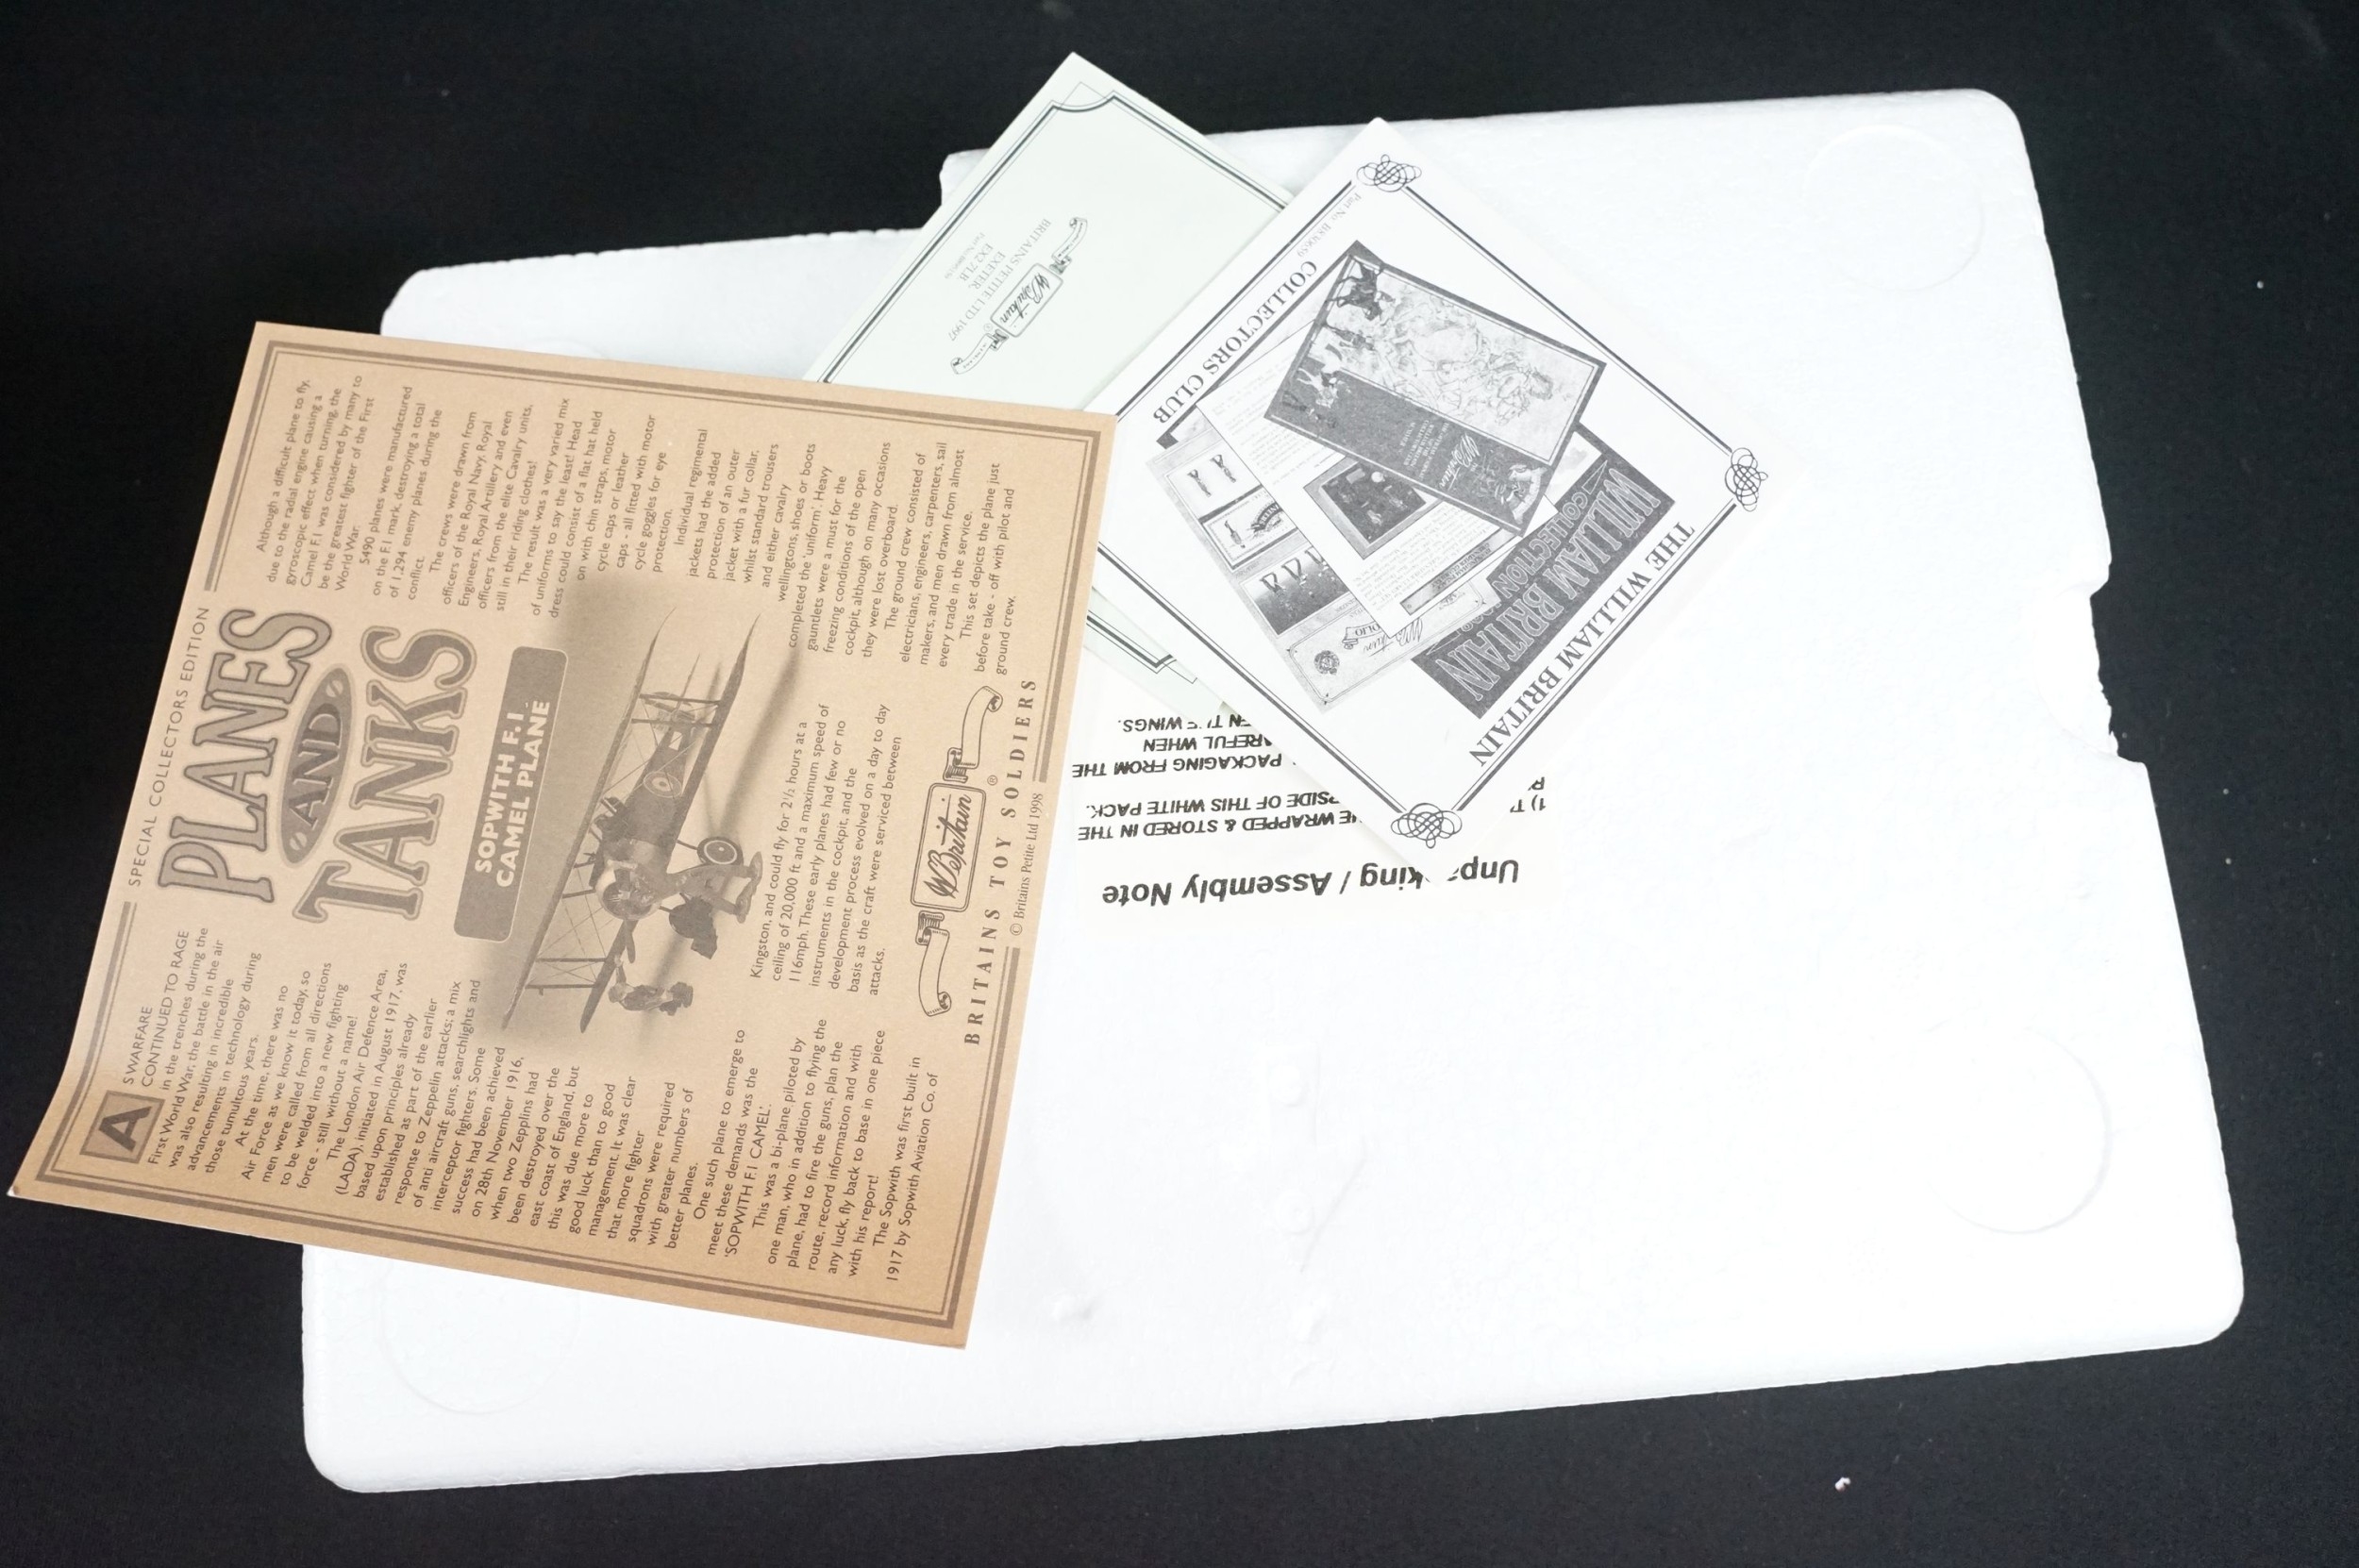 SPECIAL COLLECTORS EDITION
PLANES
AND
TANKS
SOPWITH F.I.
CAMEL PLANE
A
SWARFARE
CONTINUED TO RAGE
in the trenches during the
First World War, the battle in the air
was also resulting in incredible
advancements in technology during
those tumultous years.
At the time, there was no
Air Force as we know it today, so
men were called from all directions
to be welded into a new fighting
force - still without a name!
The London Air Defence Area,
(LADA), initiated in August 1917, was
based upon principles already
established as part of the earlier
response to Zeppelin attacks; a mix
of anti aircraft guns, searchlights and
interceptor fighters. Some
success had been achieved
on 28th November 1916,
when two Zepplins had
been destroyed over the
east coast of England, but
this was due more to
good luck than to good
management. It was clear
that more fighter
squadrons were required
with greater numbers of
better planes.
One such plane to emerge to
meet these demands was the
'SOPWITH F.I CAMEL'.
This was a bi-plane, piloted by
one man, who in addition to flying the
plane, had to fire the guns, plan the
route, record information and with
any luck, fly back to base in one piece
with his report!
The Sopwith was first built in
1917 by Sopwith Aviation Co. of
Kingston, and could fly for 2½ hours at a
ceiling of 20,000 ft and a maximum speed of
116mph. These early planes had few or no
instruments in the cockpit, and the
development process evolved on a day to day
basis as the craft were serviced between
attacks.
Although a difficult plane to fly,
due to the radial engine causing a
gyroscopic effect when turning, the
Camel F.I was considered by many to
be the greatest fighter of the First
World War.
5,490 planes were manufactured
on the F.I mark, destroying a total
of 1,294 enemy planes during the
conflict.
The crews were drawn from
officers of the Royal Navy, Royal
Engineers, Royal Artillery and even
officers from the elite Cavalry units,
still in their riding clothes!
The result was a very varied mix
of uniforms to say the least! Head
dress could consist of a flat hat held
on with chin straps, motor
cycle caps or leather
caps - all fitted with motor
cycle goggles for eye
protection.
Individual regimental
jackets had the added
protection of an outer
jacket with a fur collar,
whilst standard trousers
and either cavalry
wellingtons, shoes or boots
completed the 'uniform'. Heavy
gauntlets were a must for the
freezing conditions of the open
cockpit, although on many occasions
they were lost overboard.
The ground crew consisted of
electricians, engineers, carpenters, sail
makers, and men drawn from almost
every trade in the service.
This set depicts the plane just
before take - off with pilot and
ground crew.
WBritain
®
BRITAINS TOY SOLDIERS
© Britains Petite Ltd 1998
WBritain
®
BRITAINS PETITE LTD 1997
EXETER,
EX2 7LB
THE WILLIAM BRITAIN
COLLECTORS CLUB
WILLIAM BRITAIN
COLLECTION
WILLIAM BRITAIN
Assembly Note
WRAPPED & STORED IN THE
OF THIS WHITE PACK.
PACKAGING FROM THE
WHEN
WINGS.